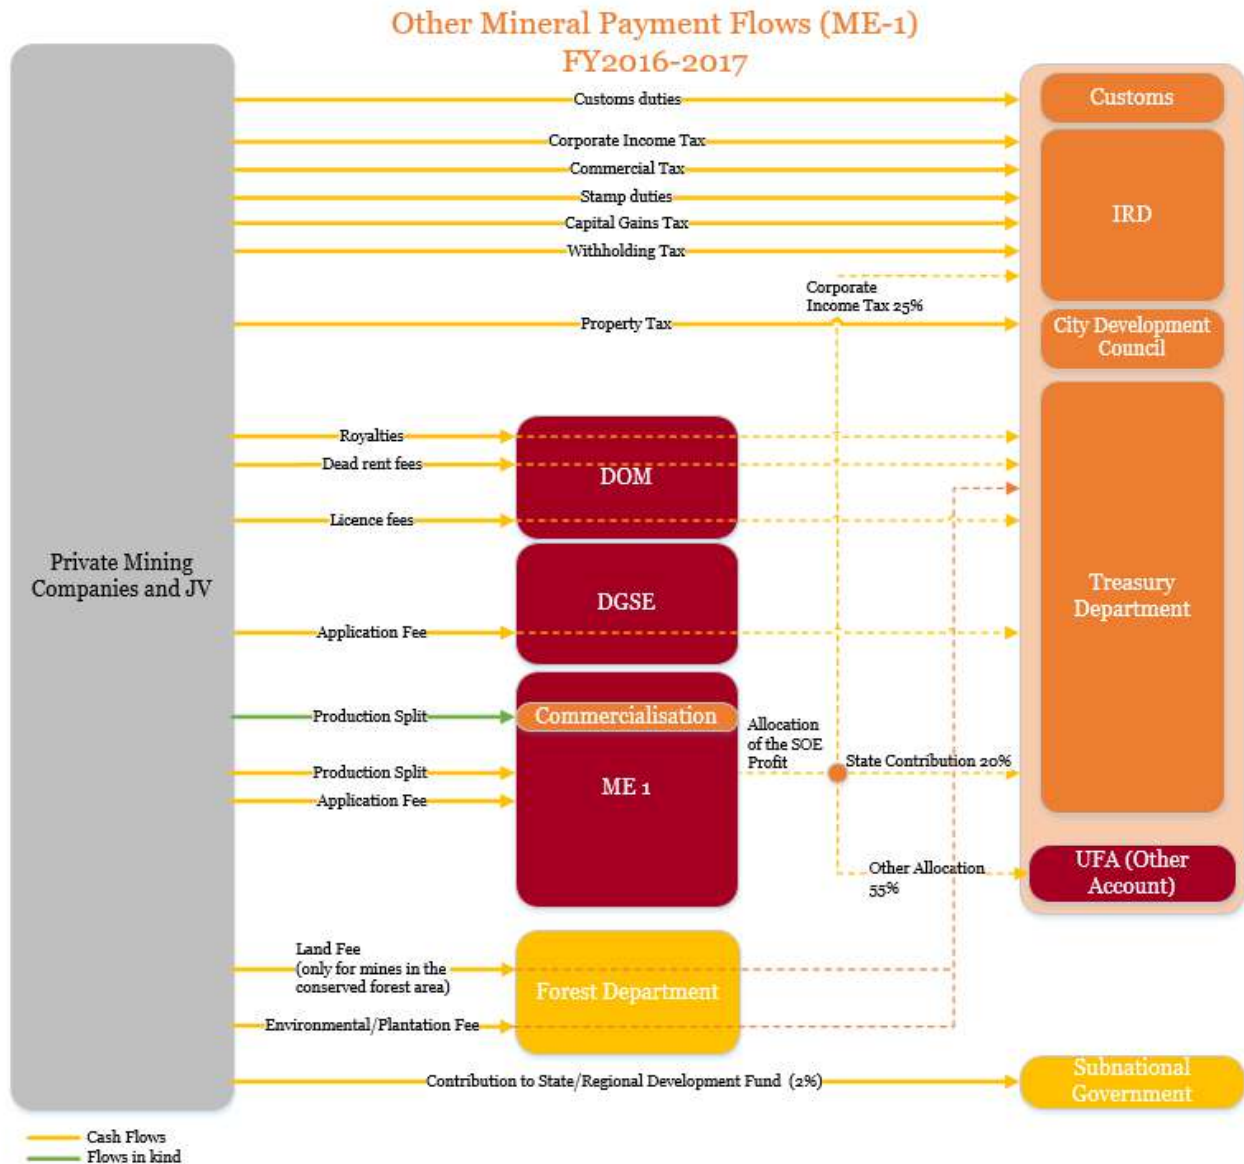 Other Mineral Payment Flows (ME-1)
FY2016-2017
Customs duties
Customs
Corporate Income Tax
Commercial Tax
Stamp duties
Capital Gains Tax
Withholding Tax
IRD
Corporate
Income Tax 25%
Property Tax
City Development
Council
Royalties
Dead rent fees
Licence fees
DOM
Private Mining
Companies and JV
DGSE
Treasury
Department
Application Fee
Production Split
Commercialisation
Allocation
of the SOE
Profit
State Contribution 20%
Production Split
Application Fee
ME 1
Other Allocation
55%
UFA (Other
Account)
Land Fee
(only for mines in the
conserved forest area)
Forest Department
Environmental/Plantation Fee
Contribution to State/Regional Development Fund (2%)
Subnational
Government
Cash Flows
Flows in kind